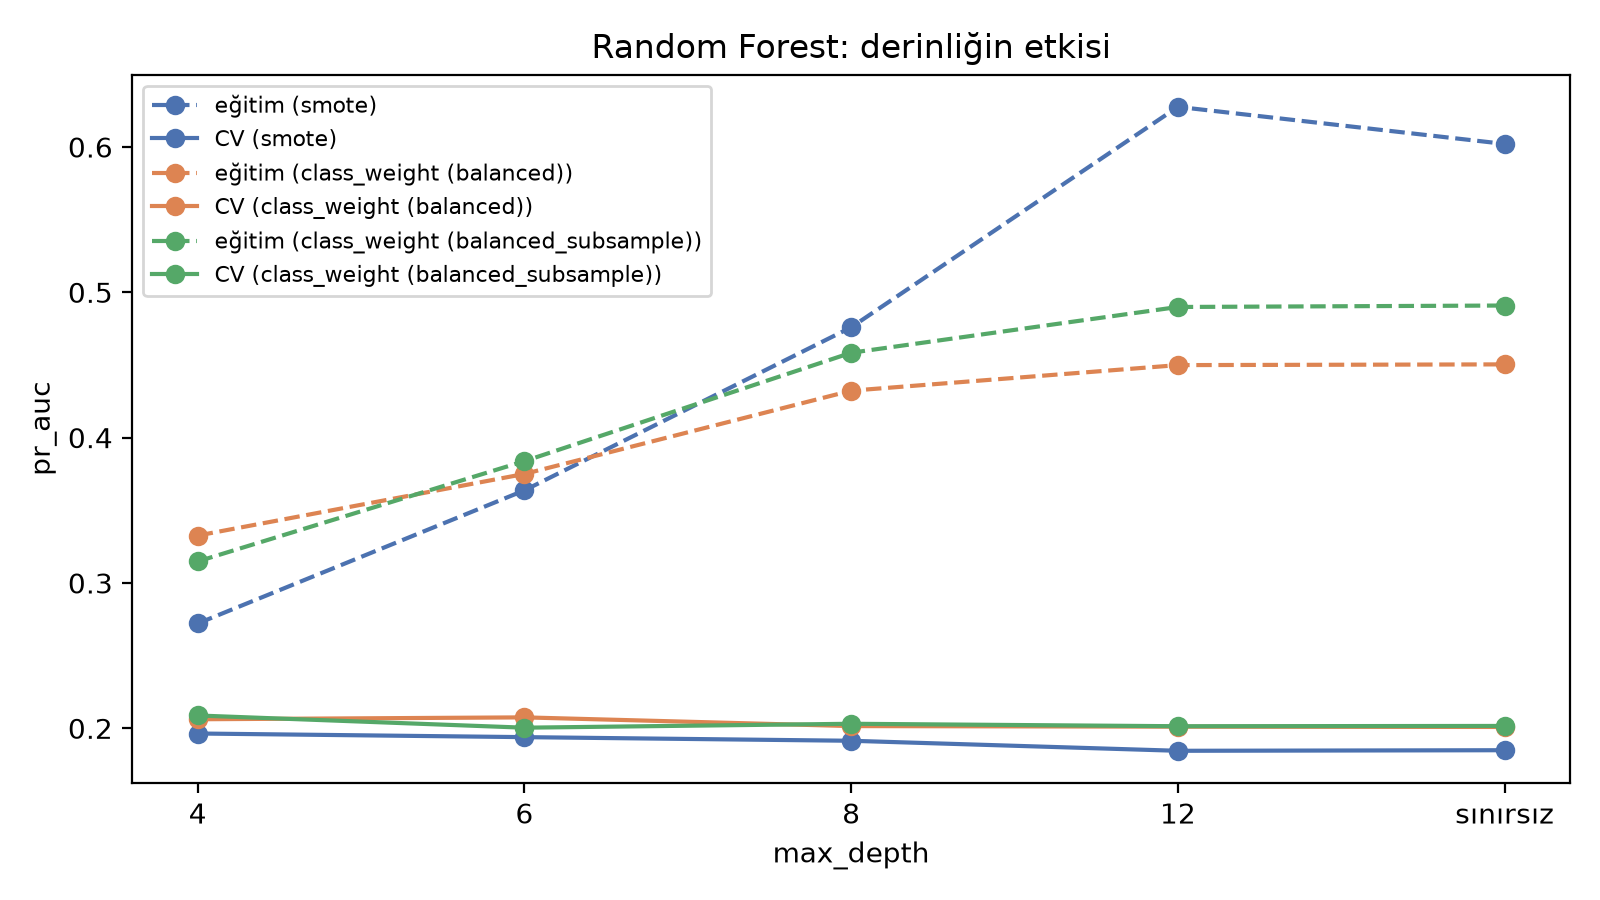 Random Forest: derinliğin etkisi
eğitim (smote)
CV (smote)
eğitim (class_weight (balanced))
CV (class_weight (balanced))
eğitim (class_weight (balanced_subsample))
CV (class_weight (balanced_subsample))
0.6
0.5
0.4
0.3
0.2
pr_auc
4 6 8 12 sınırsız
max_depth